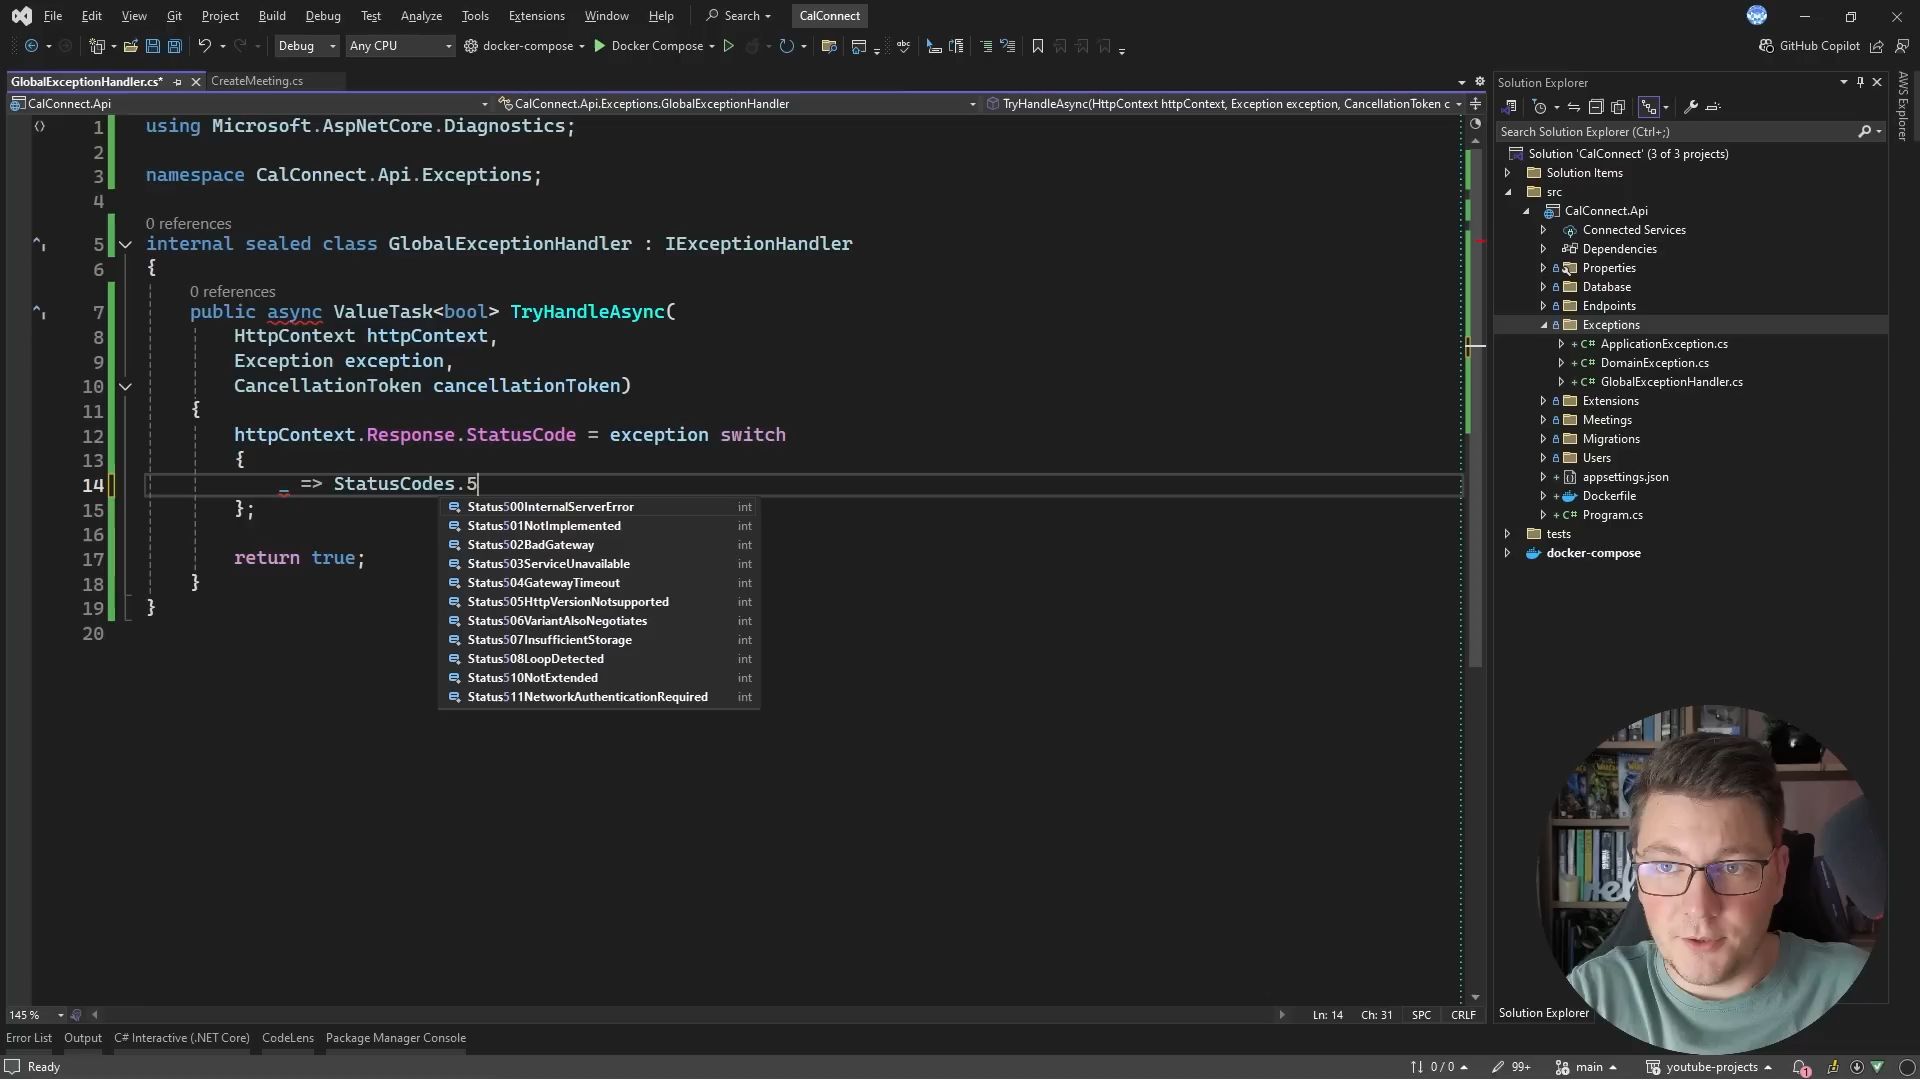 File Edit View Git Project Build Debug Test Analyze Tools Extensions Window Help Search CalConnect
Debug Any CPU docker-compose Docker Compose GitHub Copilot
GlobalExceptionHandler.cs* CreateMeeting.cs
CalConnect.Api CalConnect.Api.Exceptions.GlobalExceptionHandler TryHandleAsync(HttpContext httpContext, Exception exception, CancellationToken c
1 using Microsoft.AspNetCore.Diagnostics;
2
3 namespace CalConnect.Api.Exceptions;
4
0 references
5 internal sealed class GlobalExceptionHandler : IExceptionHandler
6 {
0 references
7 public async ValueTask<bool> TryHandleAsync(
8 HttpContext httpContext,
9 Exception exception,
10 CancellationToken cancellationToken)
11 {
12 httpContext.Response.StatusCode = exception switch
13 {
14 _ => StatusCodes.5
15 };
16
17 return true;
18 }
19 }
20
Status500InternalServerError int
Status501NotImplemented int
Status502BadGateway int
Status503ServiceUnavailable int
Status504GatewayTimeout int
Status505HttpVersionNotsupported int
Status506VariantAlsoNegotiates int
Status507InsufficientStorage int
Status508LoopDetected int
Status510NotExtended int
Status511NetworkAuthenticationRequired int
Solution Explorer
Search Solution Explorer (Ctrl+;)
Solution 'CalConnect' (3 of 3 projects)
Solution Items
src
CalConnect.Api
Connected Services
Dependencies
Properties
Database
Endpoints
Exceptions
ApplicationException.cs
DomainException.cs
GlobalExceptionHandler.cs
Extensions
Meetings
Migrations
Users
appsettings.json
Dockerfile
Program.cs
tests
docker-compose
AWS Explorer
145 % Ln: 14 Ch: 31 SPC CRLF
Solution Explorer
Error List Output C# Interactive (.NET Core) CodeLens Package Manager Console
Ready 0 / 0 99+ main youtube-projects 1